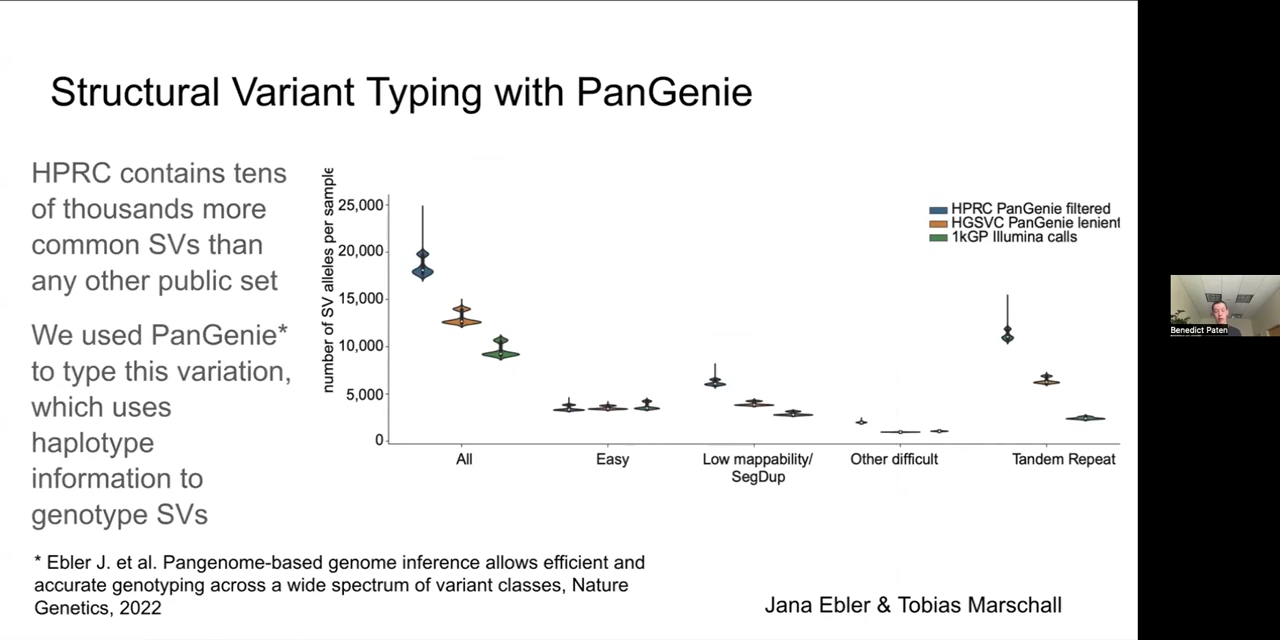 Structural Variant Typing with PanGenie
HPRC contains tens
of thousands more
common SVs than
any other public set
We used PanGenie*
to type this variation,
which uses
haplotype
information to
genotype SVs
number of SV alleles per sample
25,000
20,000
15,000
10,000
5,000
0
HPRC PanGenie filtered
HGSVC PanGenie lenient
1kGP Illumina calls
All
Easy
Low mappability/
SegDup
Other difficult
Tandem Repeat
* Ebler J. et al. Pangenome-based genome inference allows efficient and
accurate genotyping across a wide spectrum of variant classes, Nature
Genetics, 2022
Jana Ebler & Tobias Marschall
Benedict Paten